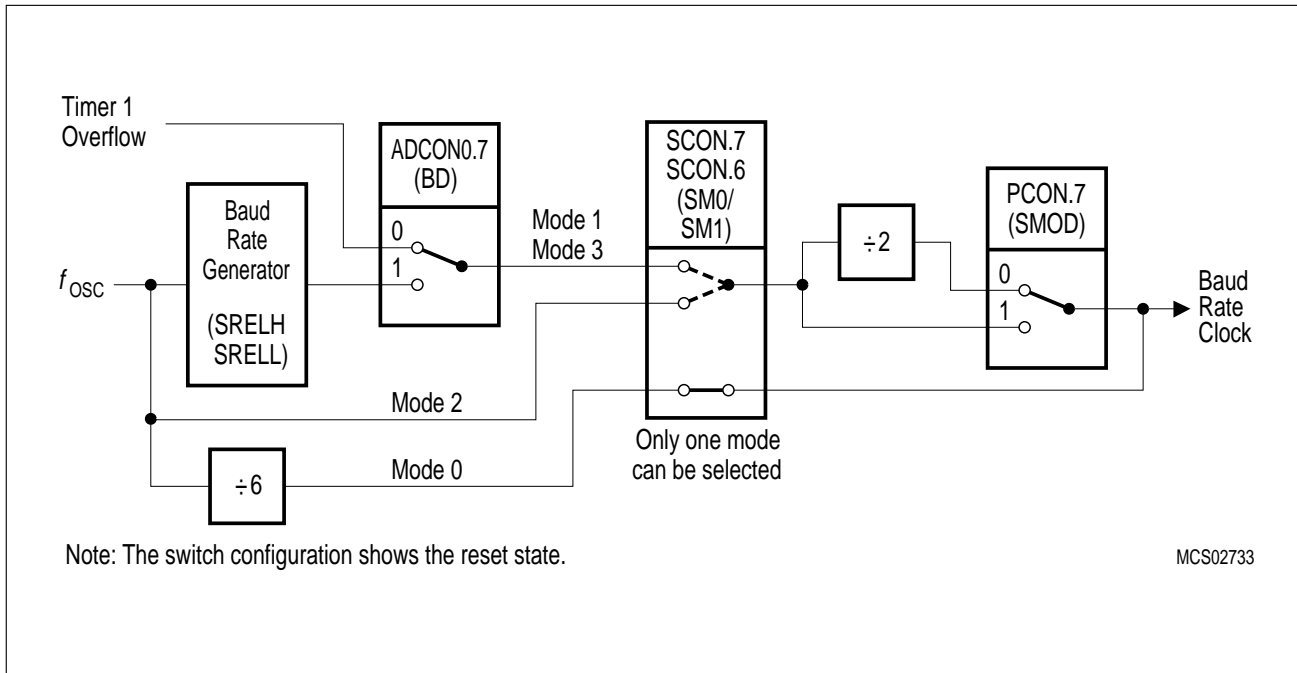 Timer 1
Overflow
ADCON0.7
(BD)
0
1
Baud
Rate
Generator
(SRELH
SRELL)
f OSC
Mode 1
Mode 3
SCON.7
SCON.6
(SM0/
SM1)
÷2
PCON.7
(SMOD)
0
1
Baud
Rate
Clock
Mode 2
Mode 0
÷6
Only one mode
can be selected
Note: The switch configuration shows the reset state.
MCS02733